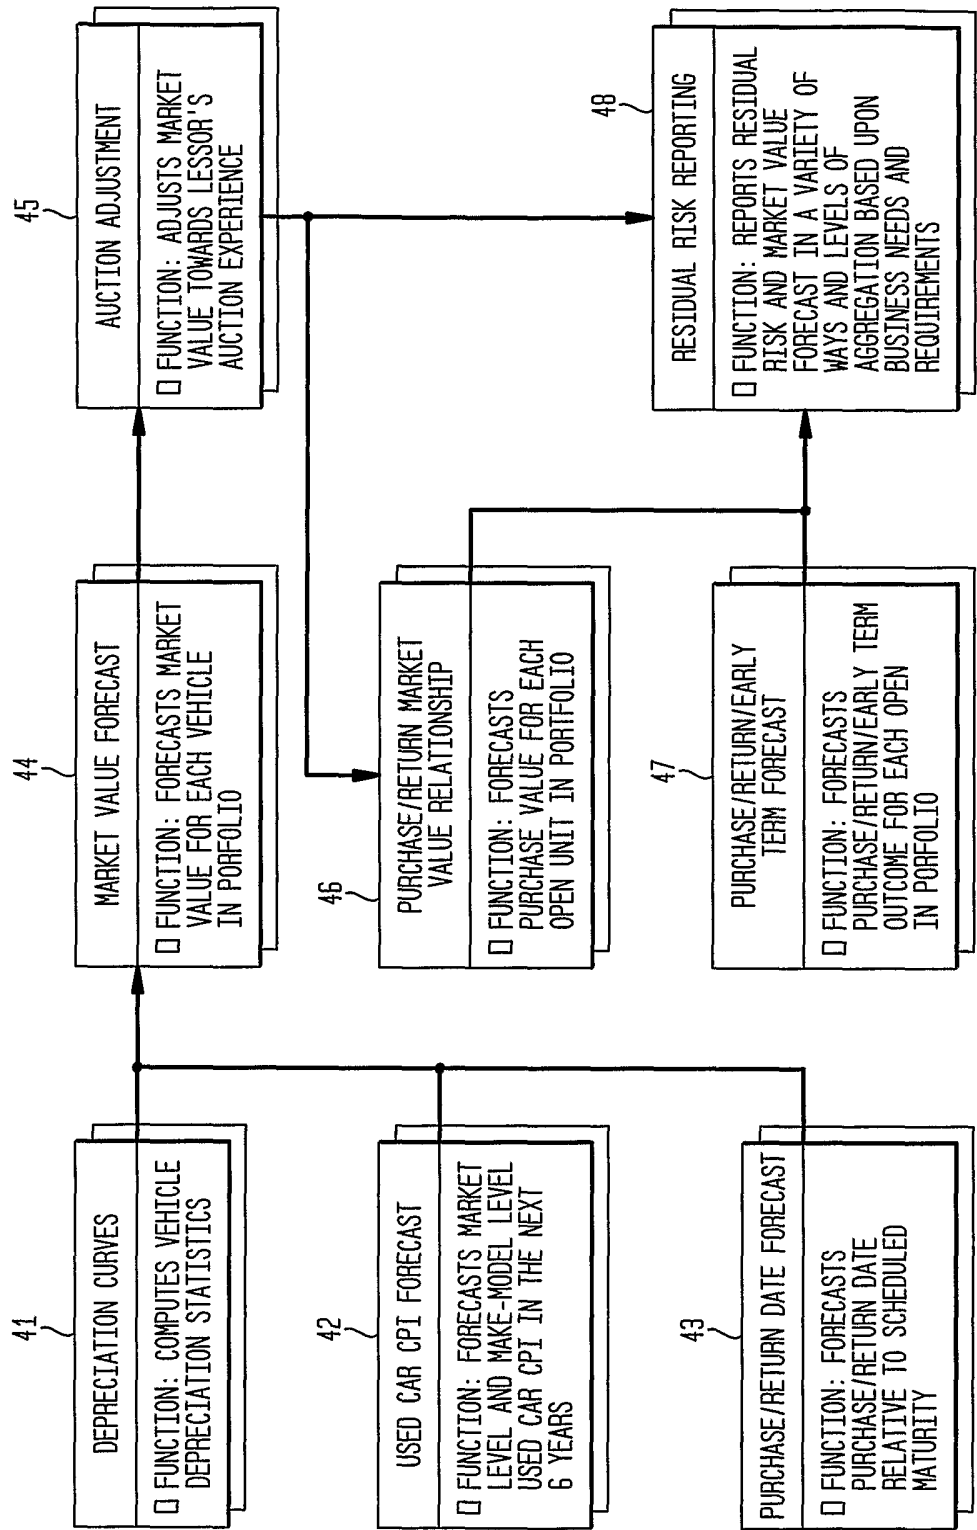 41
DEPRECIATION CURVES
FUNCTION: COMPUTES VEHICLE
DEPRECIATION STATISTICS
42
USED CAR CPI FORECAST
FUNCTION: FORECASTS MARKET
LEVEL AND MAKE-MODEL LEVEL
USED CAR CPI IN THE NEXT
6 YEARS
43
PURCHASE/RETURN DATE FORECAST
FUNCTION: FORECASTS
PURCHASE/RETURN DATE
RELATIVE TO SCHEDULED
MATURITY
44
MARKET VALUE FORECAST
FUNCTION: FORECASTS MARKET
VALUE FOR EACH VEHICLE
IN PORFOLIO
46
PURCHASE/RETURN MARKET
VALUE RELATIONSHIP
FUNCTION: FORECASTS
PURCHASE VALUE FOR EACH
OPEN UNIT IN PORTFOLIO
47
PURCHASE/RETURN/EARLY
TERM FORECAST
FUNCTION: FORECASTS
PURCHASE/RETURN/EARLY TERM
OUTCOME FOR EACH OPEN
IN PORFOLIO
45
AUCTION ADJUSTMENT
FUNCTION: ADJUSTS MARKET
VALUE TOWARDS LESSOR'S
AUCTION EXPERIENCE
48
RESIDUAL RISK REPORTING
FUNCTION: REPORTS RESIDUAL
RISK AND MARKET VALUE
FORECAST IN A VARIETY OF
WAYS AND LEVELS OF
AGGREGATION BASED UPON
BUSINESS NEEDS AND
REQUIREMENTS